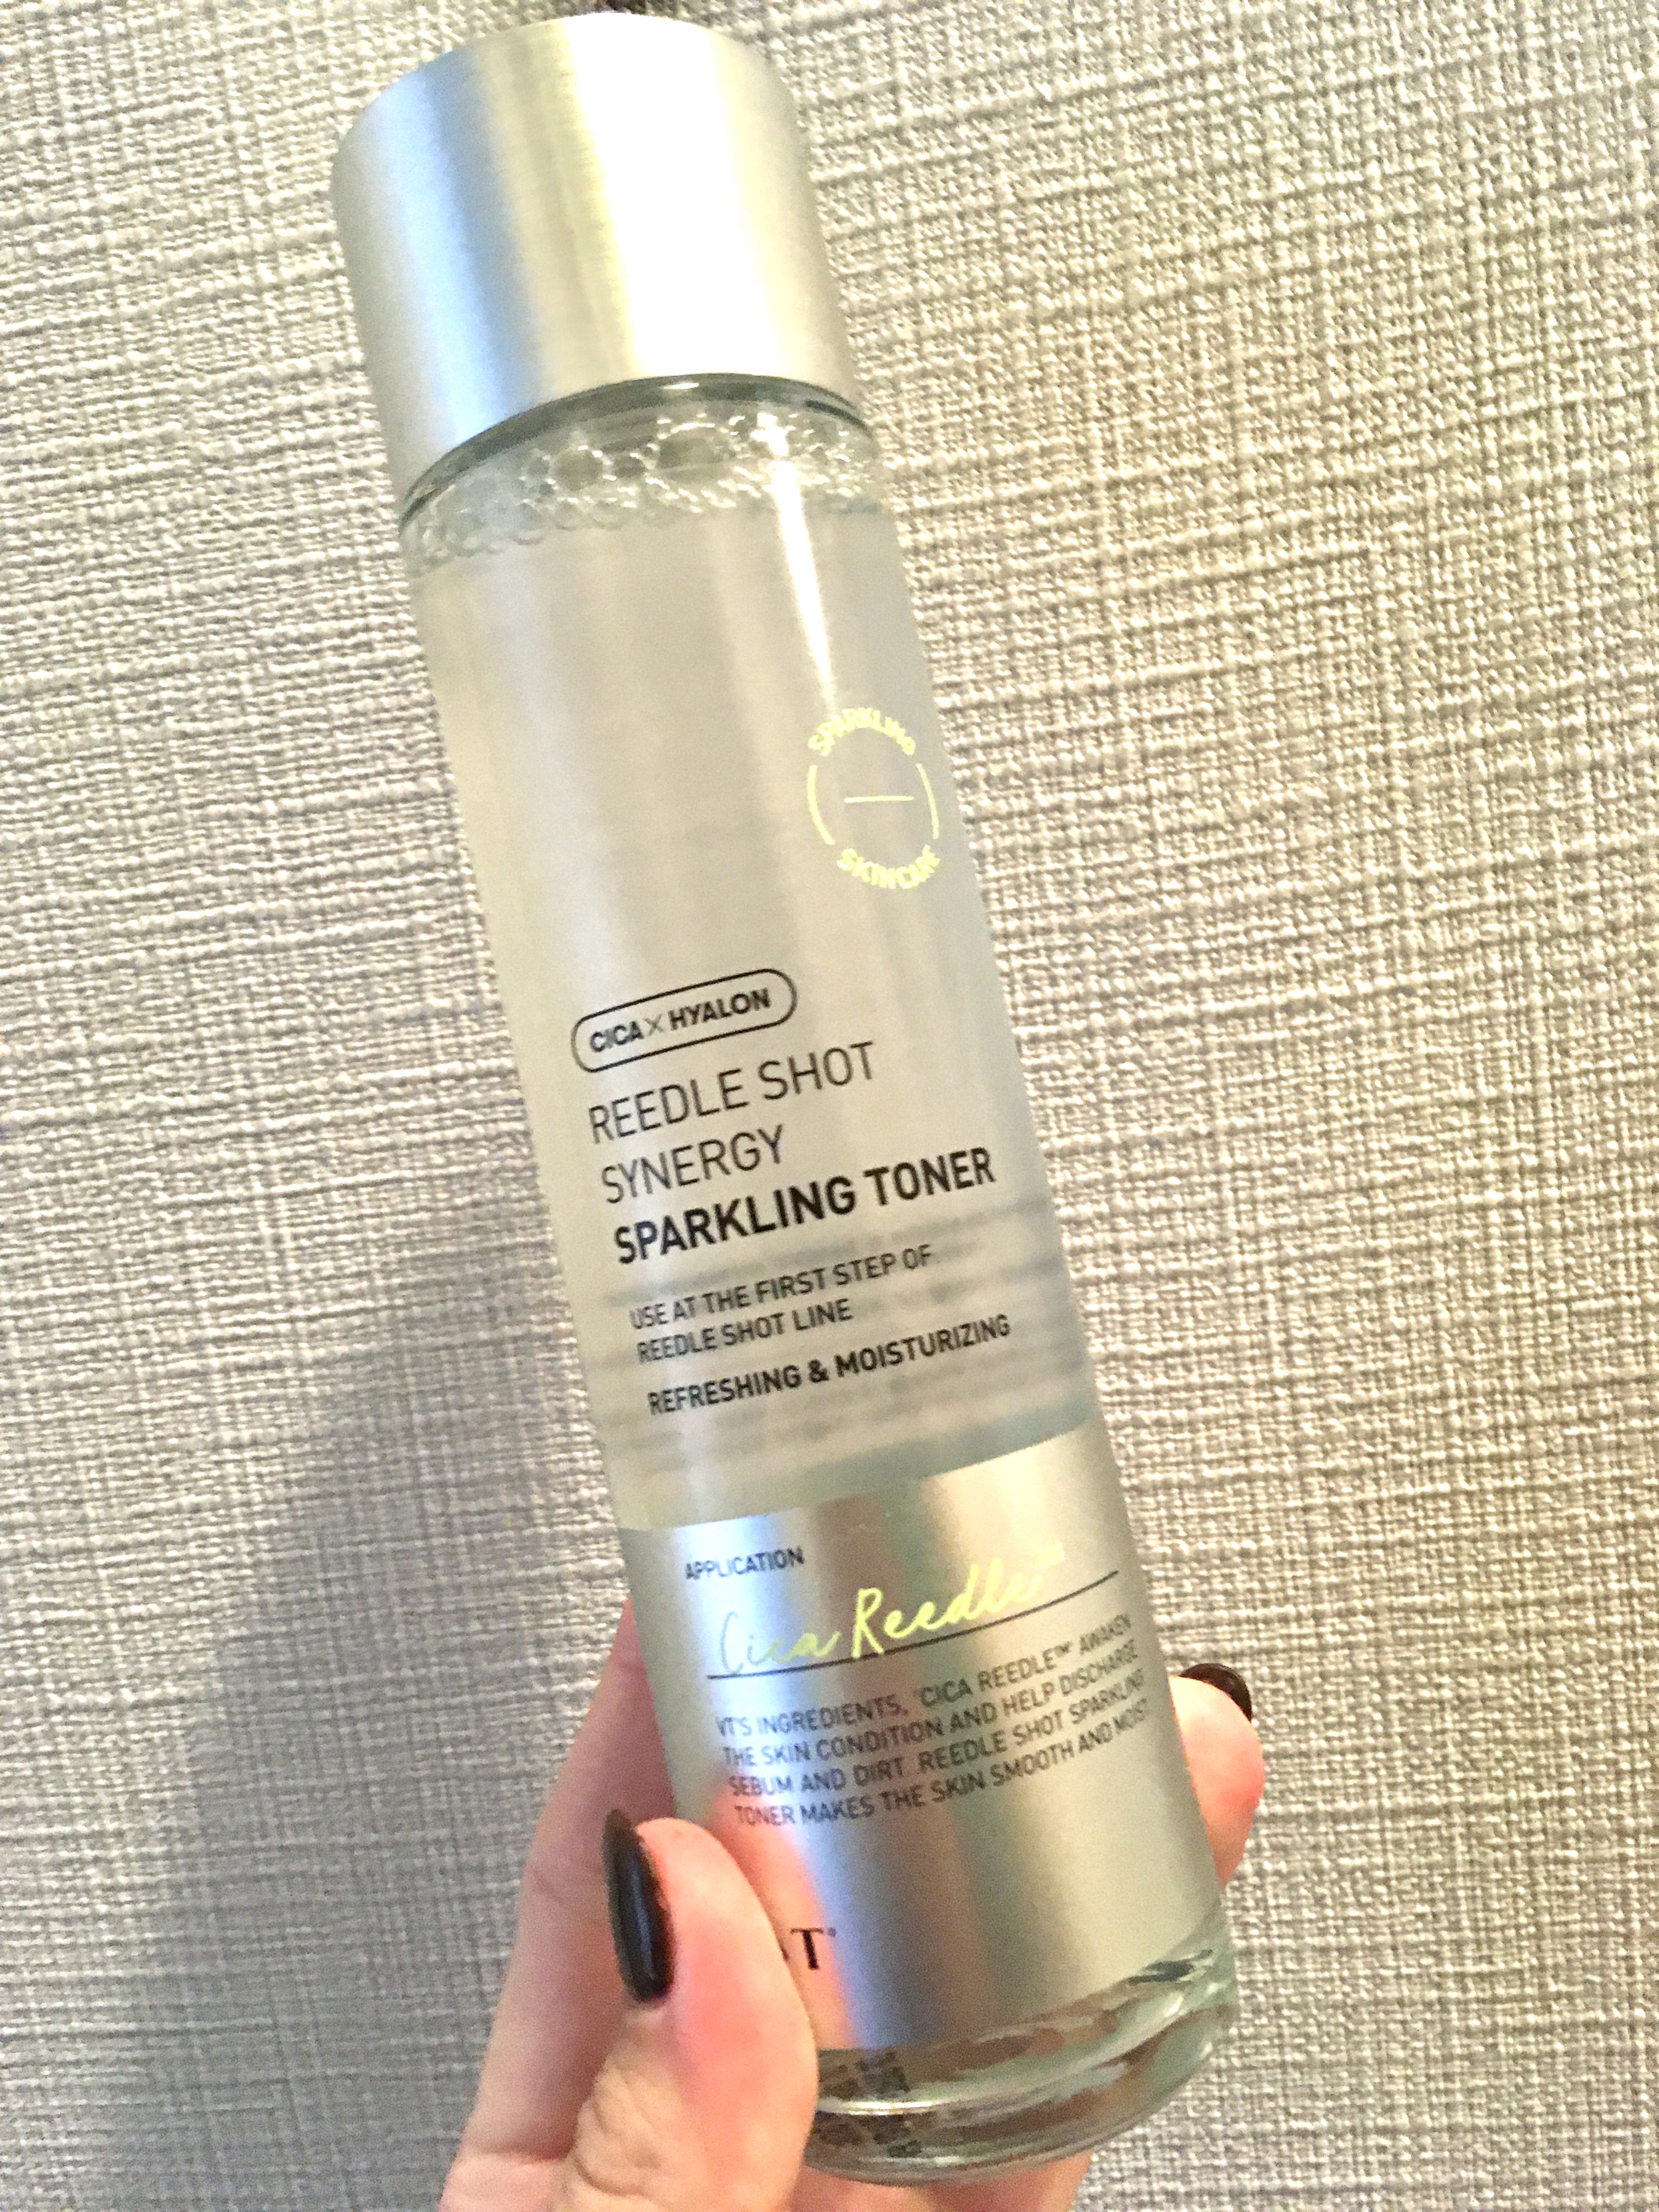 SPARKLING
SKINCARE
CICA X HYALON
REEDLE SHOT
SYNERGY
SPARKLING TONER
USE AT THE FIRST STEP OF
REEDLE SHOT LINE
REFRESHING & MOISTURIZING
APPLICATION
Cica Reedle™
VT'S INGREDIENTS, "CICA REEDLE™" AWAKEN
THE SKIN CONDITION AND HELP DISCHARGE
SEBUM AND DIRT. REEDLE SHOT SPARKLING
TONER MAKES THE SKIN SMOOTH AND MOIST.